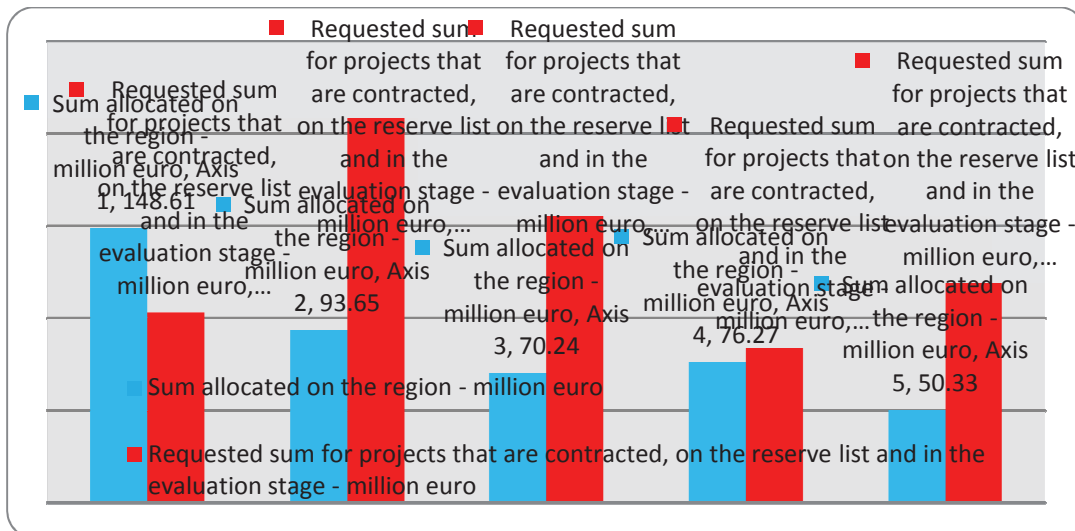 Sum allocated on
the region -
million euro, Axis
1, 148.61
Requested sum
for projects that
are contracted,
on the reserve list
and in the
evaluation stage -
million euro,...
Sum allocated on
the region -
million euro, Axis
2, 93.65
Requested sum
for projects that
are contracted,
on the reserve list
and in the
evaluation stage -
million euro,...
Sum allocated on
the region -
million euro, Axis
3, 70.24
Requested sum
for projects that
are contracted,
on the reserve list
and in the
evaluation stage -
million euro,...
Sum allocated on
the region -
million euro, Axis
4, 76.27
Requested sum
for projects that
are contracted,
on the reserve list
and in the
evaluation stage -
million euro,...
Sum allocated on
the region -
million euro, Axis
5, 50.33
Requested sum
for projects that
are contracted,
on the reserve list
and in the
evaluation stage -
million euro,...
Sum allocated on the region - million euro
Requested sum for projects that are contracted, on the reserve list and in the
evaluation stage - million euro